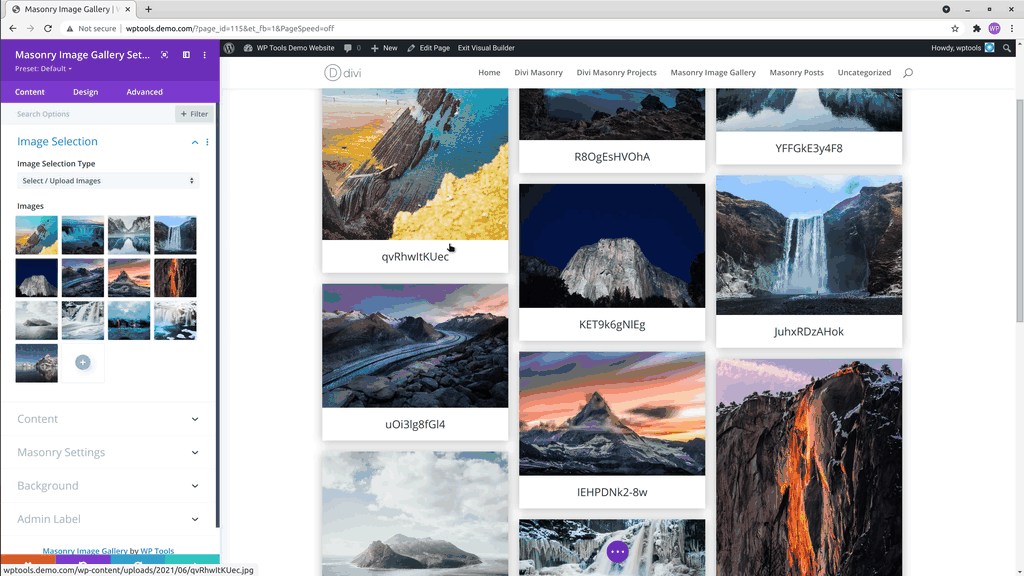 Masonry Image Gallery | W
Not secure | wptools.demo.com/?page_id=115&et_fb=1&PageSpeed=off
WP
WP Tools Demo Website 0 New Edit Page Exit Visual Builder Howdy, wptools
Masonry Image Gallery Set...
Preset: Default
Content Design Advanced
Search Options
+ Filter
Image Selection
Image Selection Type
Select / Upload Images
Images
Content
Masonry Settings
Background
Admin Label
Masonry Image Gallery by WP Tools
wptools.demo.com/wp-content/uploads/2021/06/qvRhwItKUec.jpg
D divi
Home Divi Masonry Divi Masonry Projects Masonry Image Gallery Masonry Posts Uncategorized
qvRhwItKUec
uOi3lg8fGl4
R8OgEsHVOhA
KET9k6gNlEg
IEHPDNk2-8w
YFFGkE3y4F8
JuhxRDzAHok